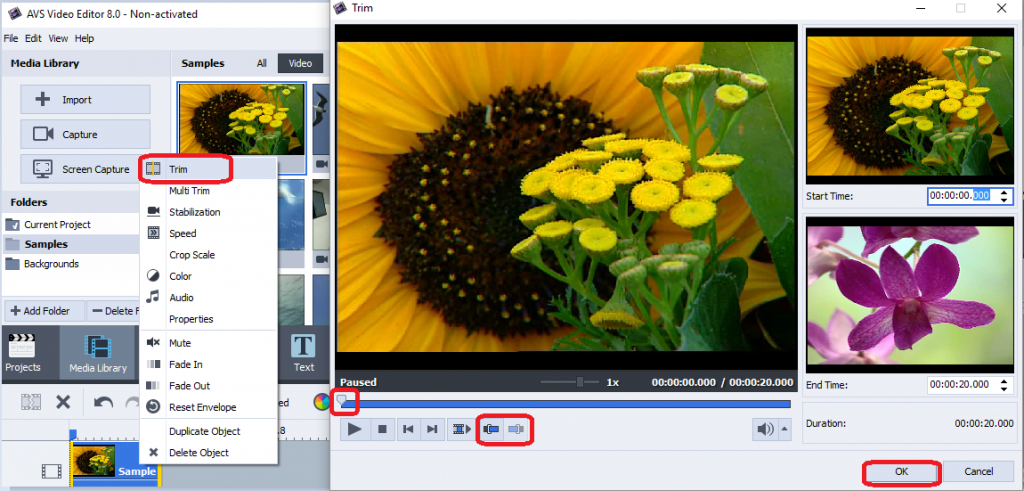 AVS Video Editor 8.0 - Non-activated
File Edit View Help
Media Library
Samples All Video
Import
Capture
Screen Capture
Folders
Current Project
Samples
Backgrounds
Add Folder Delete F
Projects
Media Library
Text
ed
.8
Sample
Trim
Multi Trim
Stabilization
Speed
Crop Scale
Color
Audio
Properties
Mute
Fade In
Fade Out
Reset Envelope
Duplicate Object
Delete Object
Trim
Paused 1x 00:00:00.000 / 00:00:20.000
Start Time: 00:00:00.000
End Time: 00:00:20.000
Duration: 00:00:20.000
OK Cancel